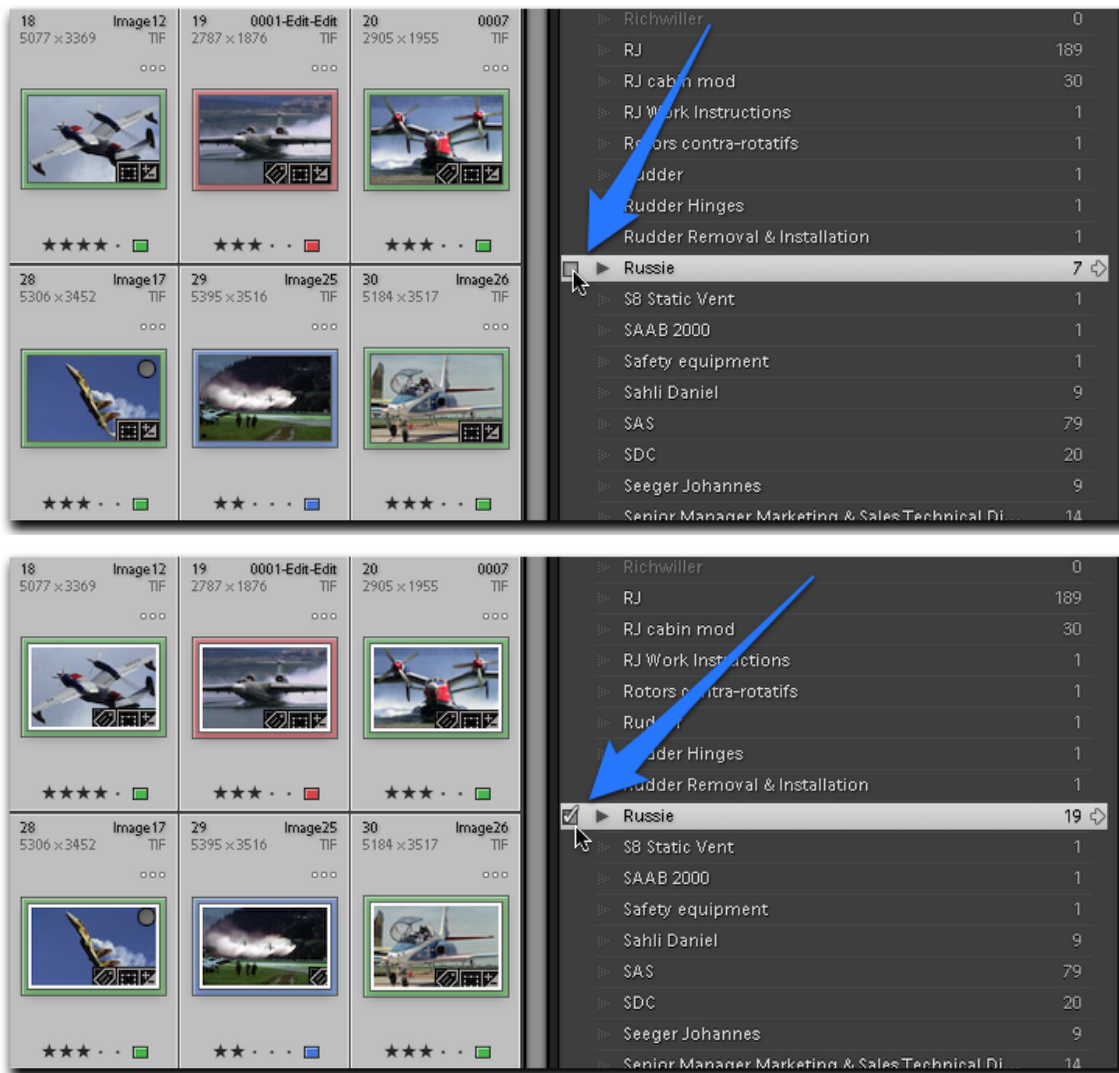 18 Image12
5077 x 3369 TIF
19 0001-Edit-Edit
2787 x 1876 TIF
20 0007
2905 x 1955 TIF
28 Image17
5306 x 3452 TIF
29 Image25
5395 x 3516 TIF
30 Image26
5184 x 3517 TIF
Richwiller 0
RJ 189
RJ cabin mod 30
RJ Work Instructions 1
Rotors contra-rotatifs 1
Rudder 1
Rudder Hinges 1
Rudder Removal & Installation 1
Russie 7
S8 Static Vent 1
SAAB 2000 1
Safety equipment 1
Sahli Daniel 9
SAS 79
SDC 20
Seeger Johannes 9
Senior Manager Marketing & Sales Technical Di... 14
18 Image12
5077 x 3369 TIF
19 0001-Edit-Edit
2787 x 1876 TIF
20 0007
2905 x 1955 TIF
28 Image17
5306 x 3452 TIF
29 Image25
5395 x 3516 TIF
30 Image26
5184 x 3517 TIF
Richwiller 0
RJ 189
RJ cabin mod 30
RJ Work Instructions 1
Rotors contra-rotatifs 1
Rudder 1
Rudder Hinges 1
Rudder Removal & Installation 1
Russie 19
S8 Static Vent 1
SAAB 2000 1
Safety equipment 1
Sahli Daniel 9
SAS 79
SDC 20
Seeger Johannes 9
Senior Manager Marketing & Sales Technical Di... 14